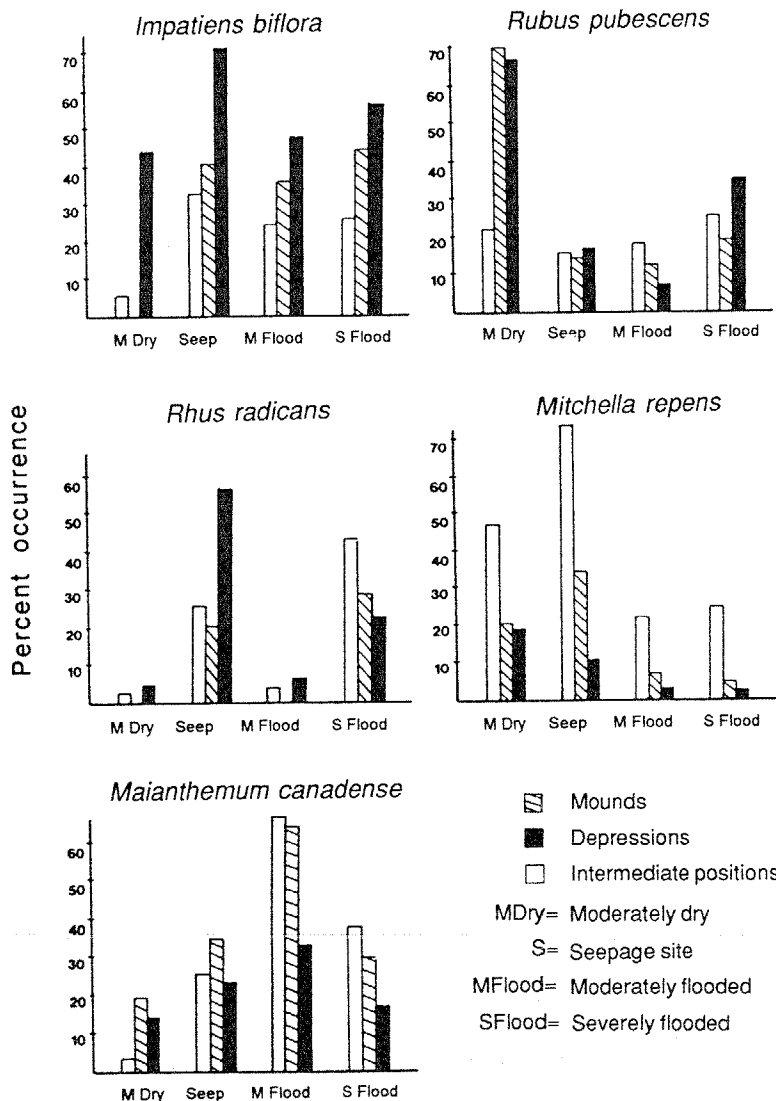 Impatiens biflora
70
60
50
40
30
20
10
M Dry Seep M Flood S Flood
Rubus pubescens
70
60
50
40
30
20
10
M Dry Seep M Flood S Flood
Percent occurrence
Rhus radicans
60
50
40
30
20
10
M Dry Seep M Flood S Flood
Mitchella repens
70
60
50
40
30
20
10
M Dry Seep M Flood S Flood
Maianthemum canadense
60
50
40
30
20
10
M Dry Seep M Flood S Flood
Mounds
Depressions
Intermediate positions
MDry= Moderately dry
S= Seepage site
MFlood= Moderately flooded
SFlood= Severely flooded